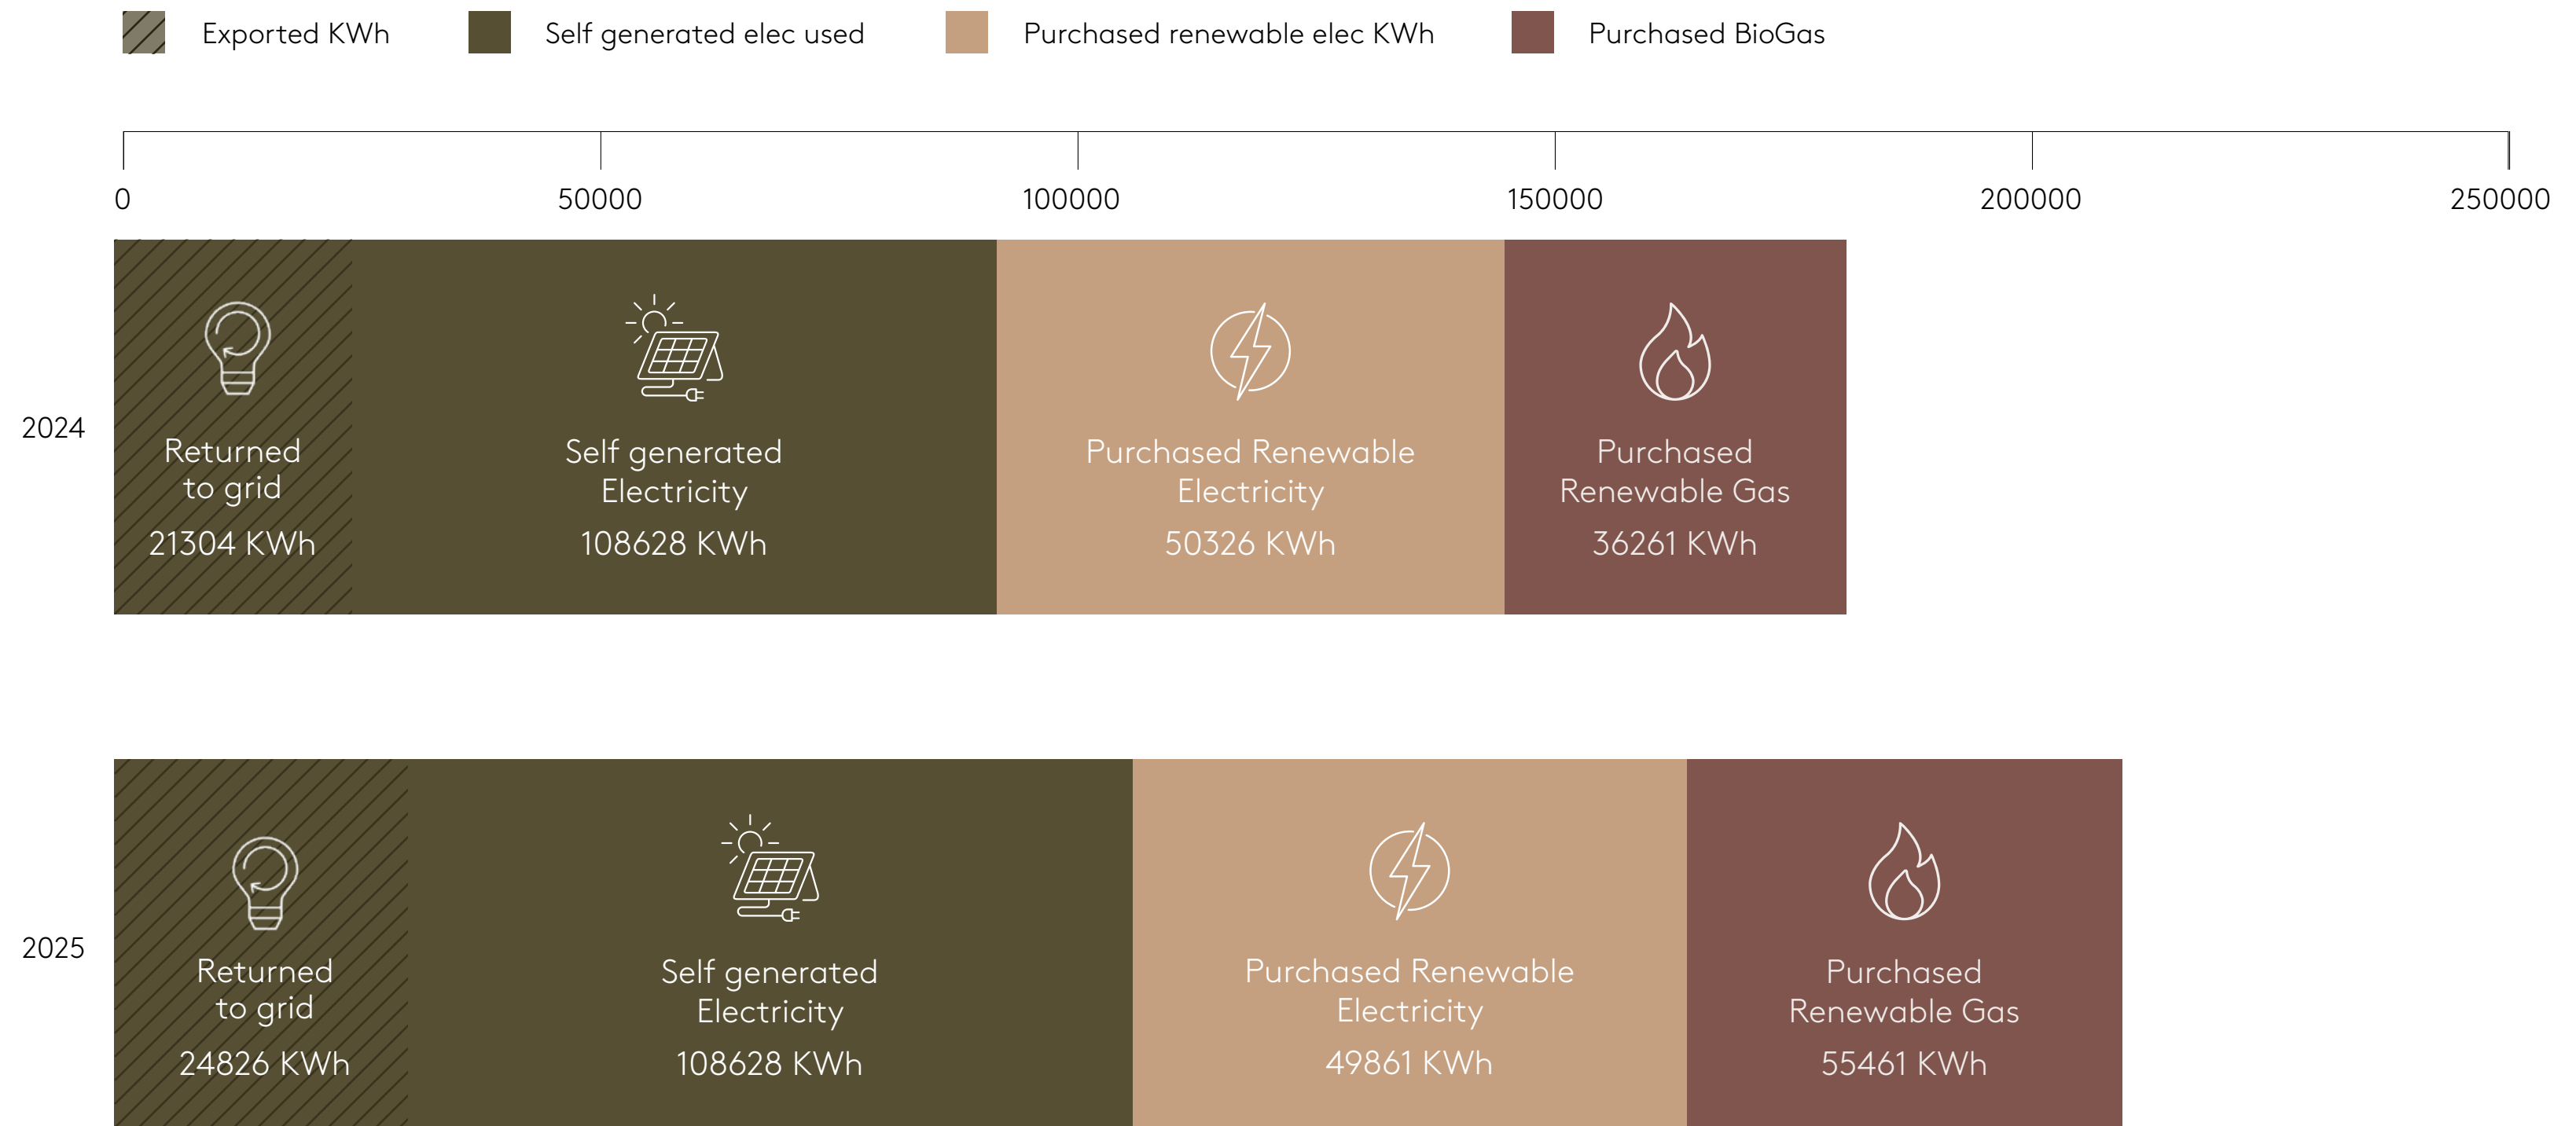 Exported KWh
Self generated elec used
Purchased renewable elec KWh
Purchased BioGas
0
50000
100000
150000
200000
250000
2024
Returned
to grid
21304 KWh
Self generated
Electricity
108628 KWh
Purchased Renewable
Electricity
50326 KWh
Purchased
Renewable Gas
36261 KWh
2025
Returned
to grid
24826 KWh
Self generated
Electricity
108628 KWh
Purchased Renewable
Electricity
49861 KWh
Purchased
Renewable Gas
55461 KWh